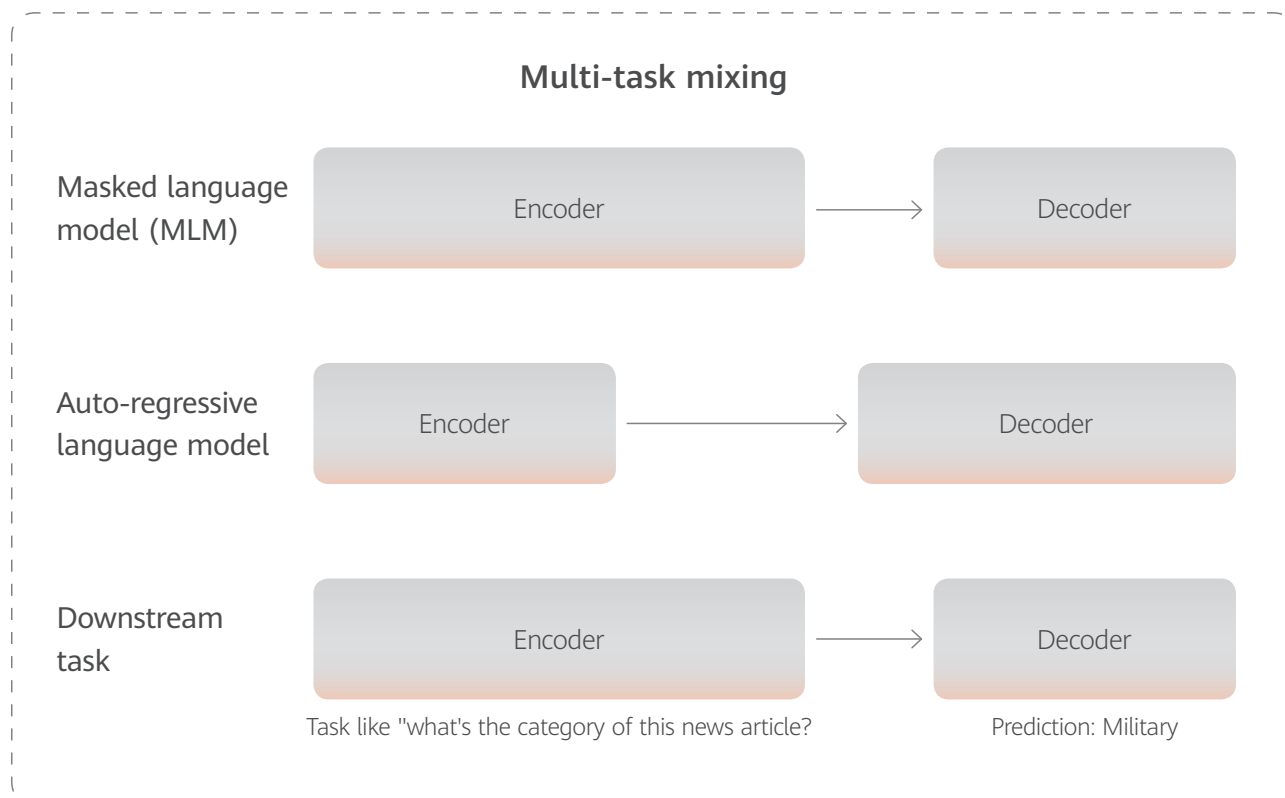 Multi-task mixing
Masked language
model (MLM)
Encoder
Decoder
Auto-regressive
language model
Encoder
Decoder
Downstream
task
Encoder
Decoder
Task like "what's the category of this news article?
Prediction: Military